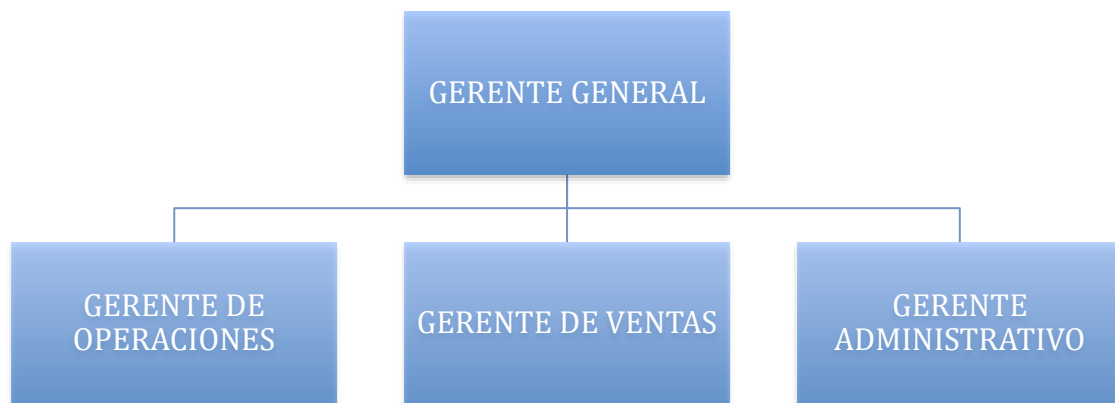 GERENTE GENERAL
GERENTE DE
OPERACIONES
GERENTE DE VENTAS
GERENTE
ADMINISTRATIVO